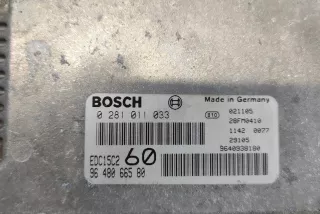 BOSCH
Made in Germany
0 281 011 033
021105
28FM0410
1142 0077
29105
9648938180
EDC15C2 60
96 480 665 80